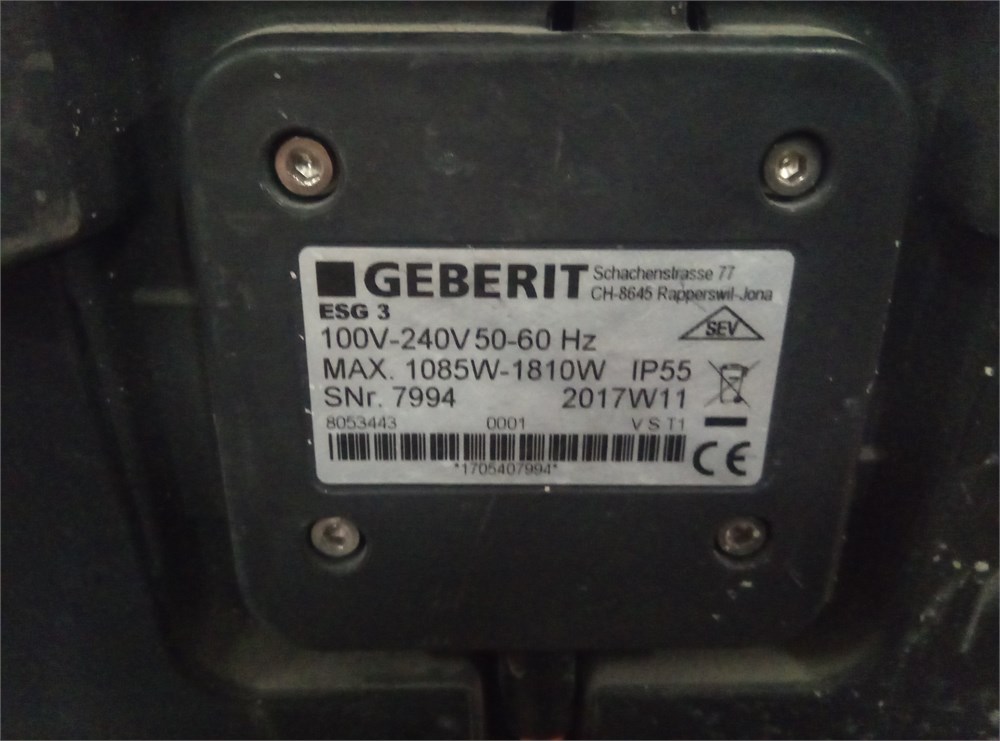 GEBERIT
Schachenstrasse 77
CH-8645 Rapperswil-Jona
ESG 3
SEV
100V-240V 50-60 Hz
MAX. 1085W-1810W IP55
SNr. 7994 2017W11
8053443 0001 V S T1
*1705407994*
CE